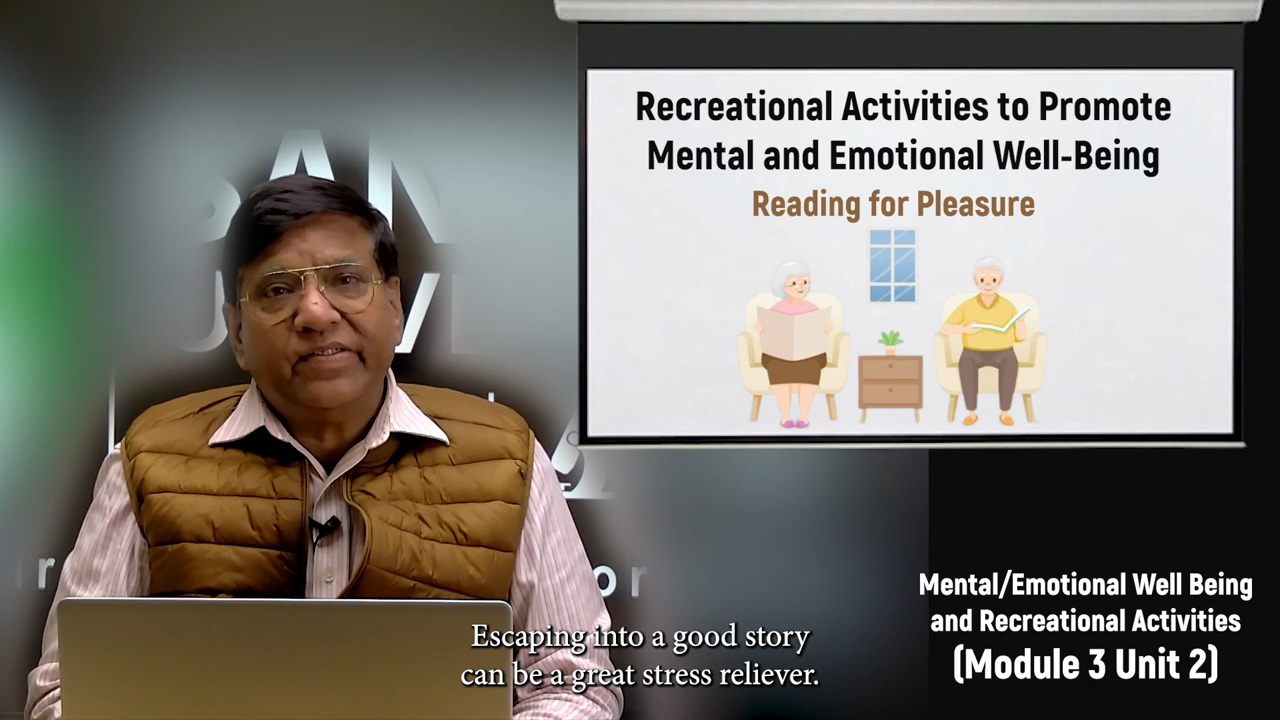 Recreational Activities to Promote
Mental and Emotional Well-Being
Reading for Pleasure
Escaping into a good story
can be a great stress reliever.
Mental/Emotional Well Being
and Recreational Activities
(Module 3 Unit 2)